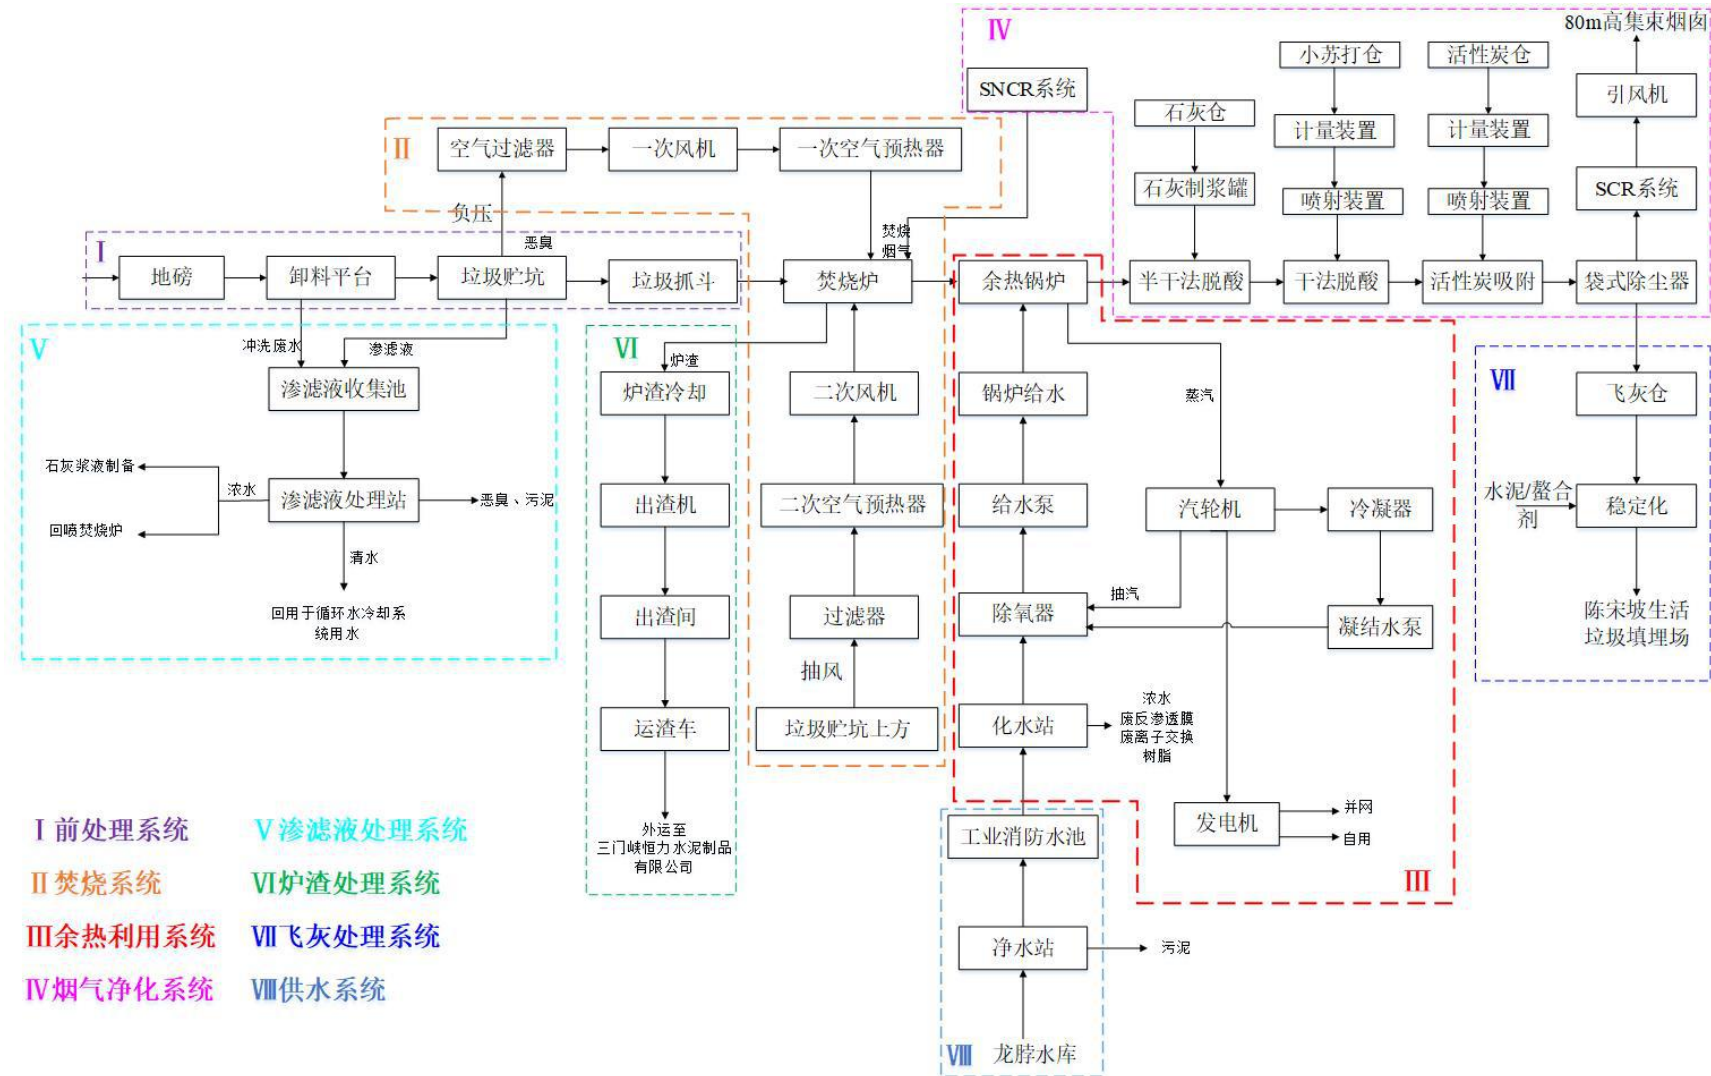 Ⅳ
80m高集束烟囱
小苏打仓
活性炭仓
SNCR系统
石灰仓
引风机
计量装置
计量装置
Ⅱ
空气过滤器
一次风机
一次空气预热器
石灰制浆罐
喷射装置
喷射装置
SCR系统
负压
恶臭
焚烧
烟气
Ⅰ
地磅
卸料平台
垃圾贮坑
垃圾抓斗
焚烧炉
余热锅炉
半干法脱酸
干法脱酸
活性炭吸附
袋式除尘器
Ⅴ
冲洗废水
渗滤液
渗滤液收集池
石灰浆液制备
浓水
渗滤液处理站
恶臭、污泥
回喷焚烧炉
清水
回用于循环水冷却系
统用水
Ⅵ
炉渣
炉渣冷却
出渣机
出渣间
运渣车
外运至
三门峡恒力水泥制品
有限公司
二次风机
二次空气预热器
过滤器
抽风
垃圾贮坑上方
锅炉给水
给水泵
除氧器
化水站
浓水
废反渗透膜
废离子交换
树脂
蒸汽
汽轮机
冷凝器
抽汽
凝结水泵
发电机
并网
自用
Ⅲ
Ⅶ
飞灰仓
水泥/螯合
剂
稳定化
陈宋坡生活
垃圾填埋场
工业消防水池
净水站
污泥
Ⅷ
龙脖水库
Ⅰ前处理系统
Ⅴ渗滤液处理系统
Ⅱ焚烧系统
Ⅵ炉渣处理系统
Ⅲ余热利用系统
Ⅶ飞灰处理系统
Ⅳ烟气净化系统
Ⅷ供水系统